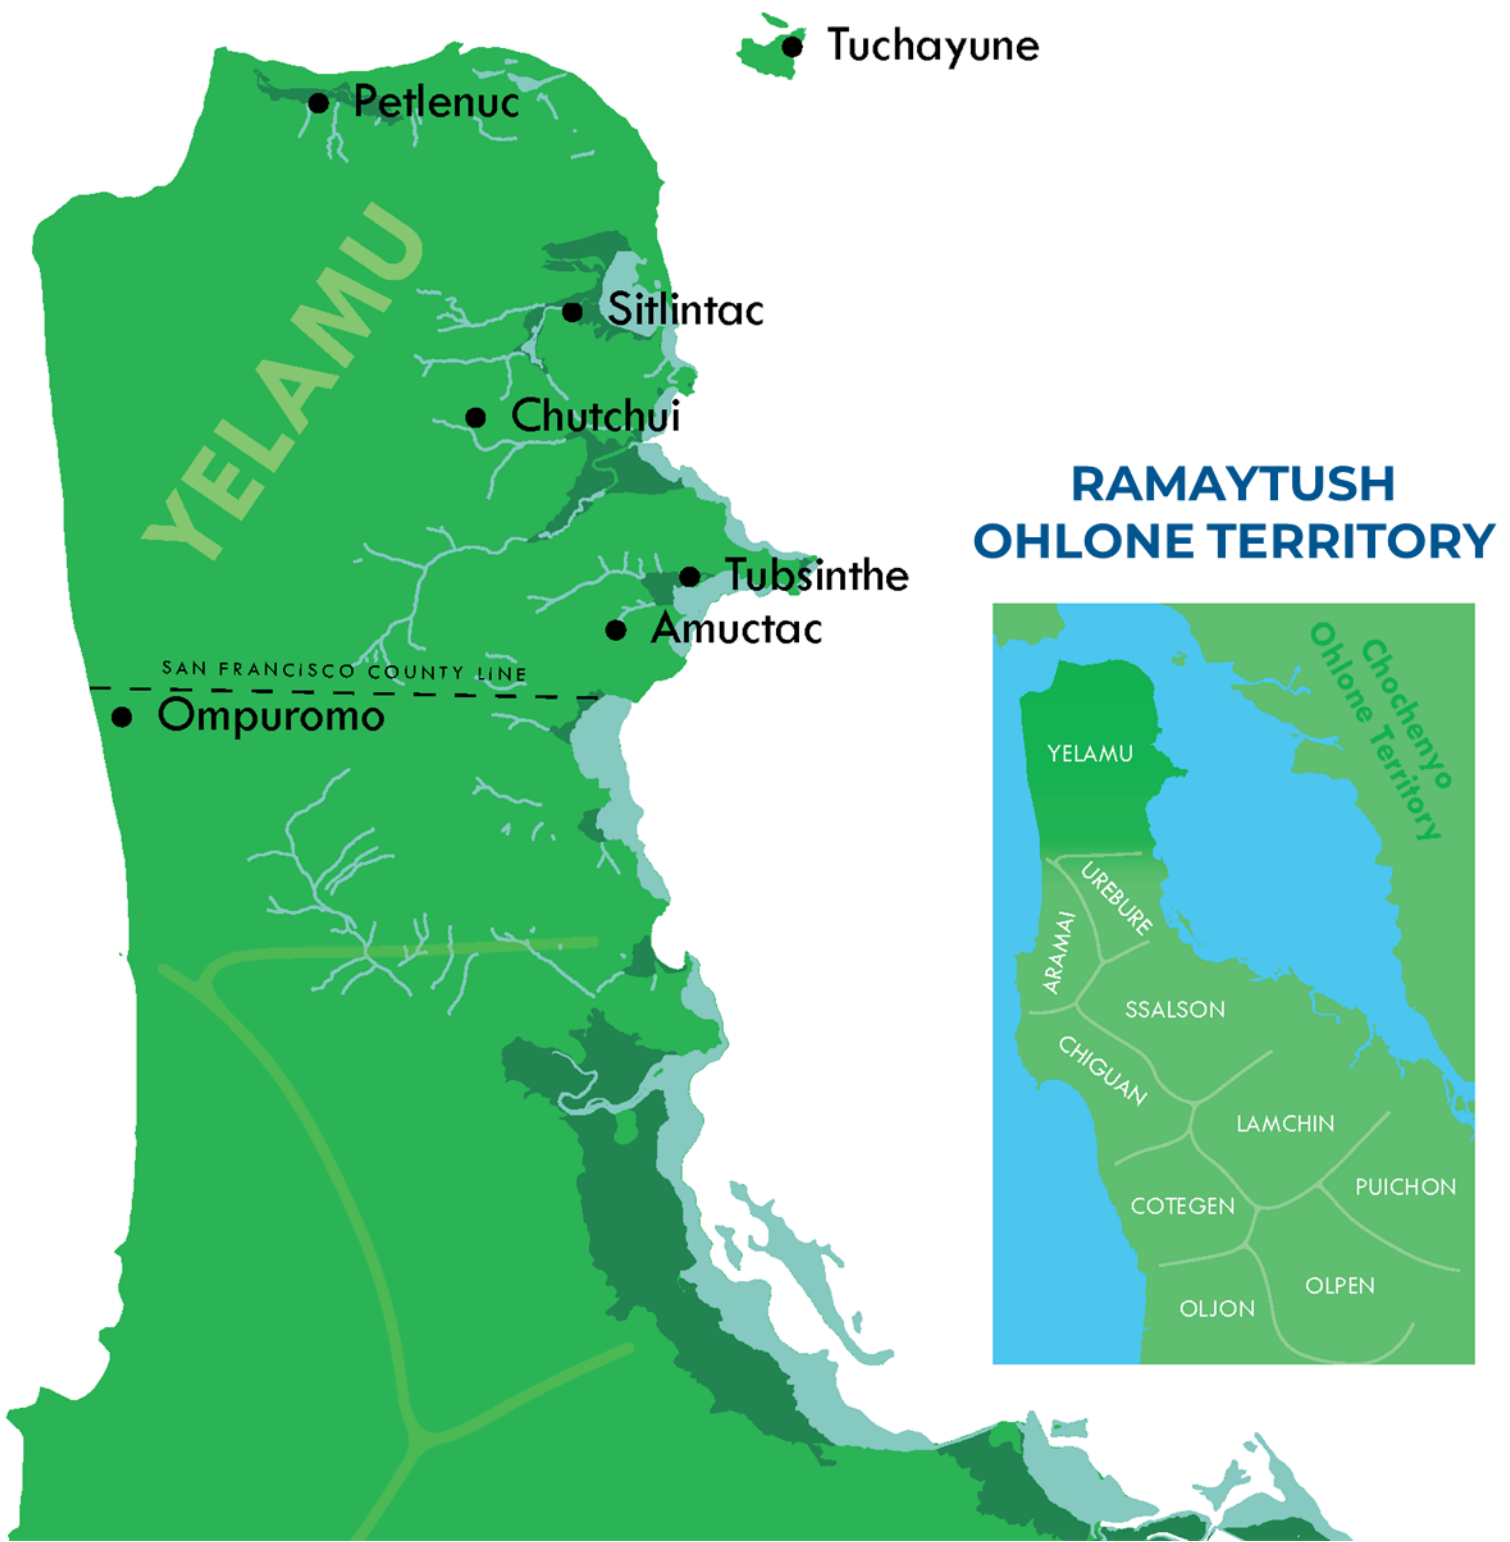 Tuchayune
Petlenuc
YELAMU
Sitlintac
Chutchui
Tubsinthe
Amuctac
SAN FRANCISCO COUNTY LINE
Ompuromo
RAMAYTUSH
OHLONE TERRITORY
Chochenyo
Ohlone Territory
YELAMU
UREBURE
ARAMAI
SSALSON
CHIGUAN
LAMCHIN
PUICHON
COTEGEN
OLPEN
OLJON